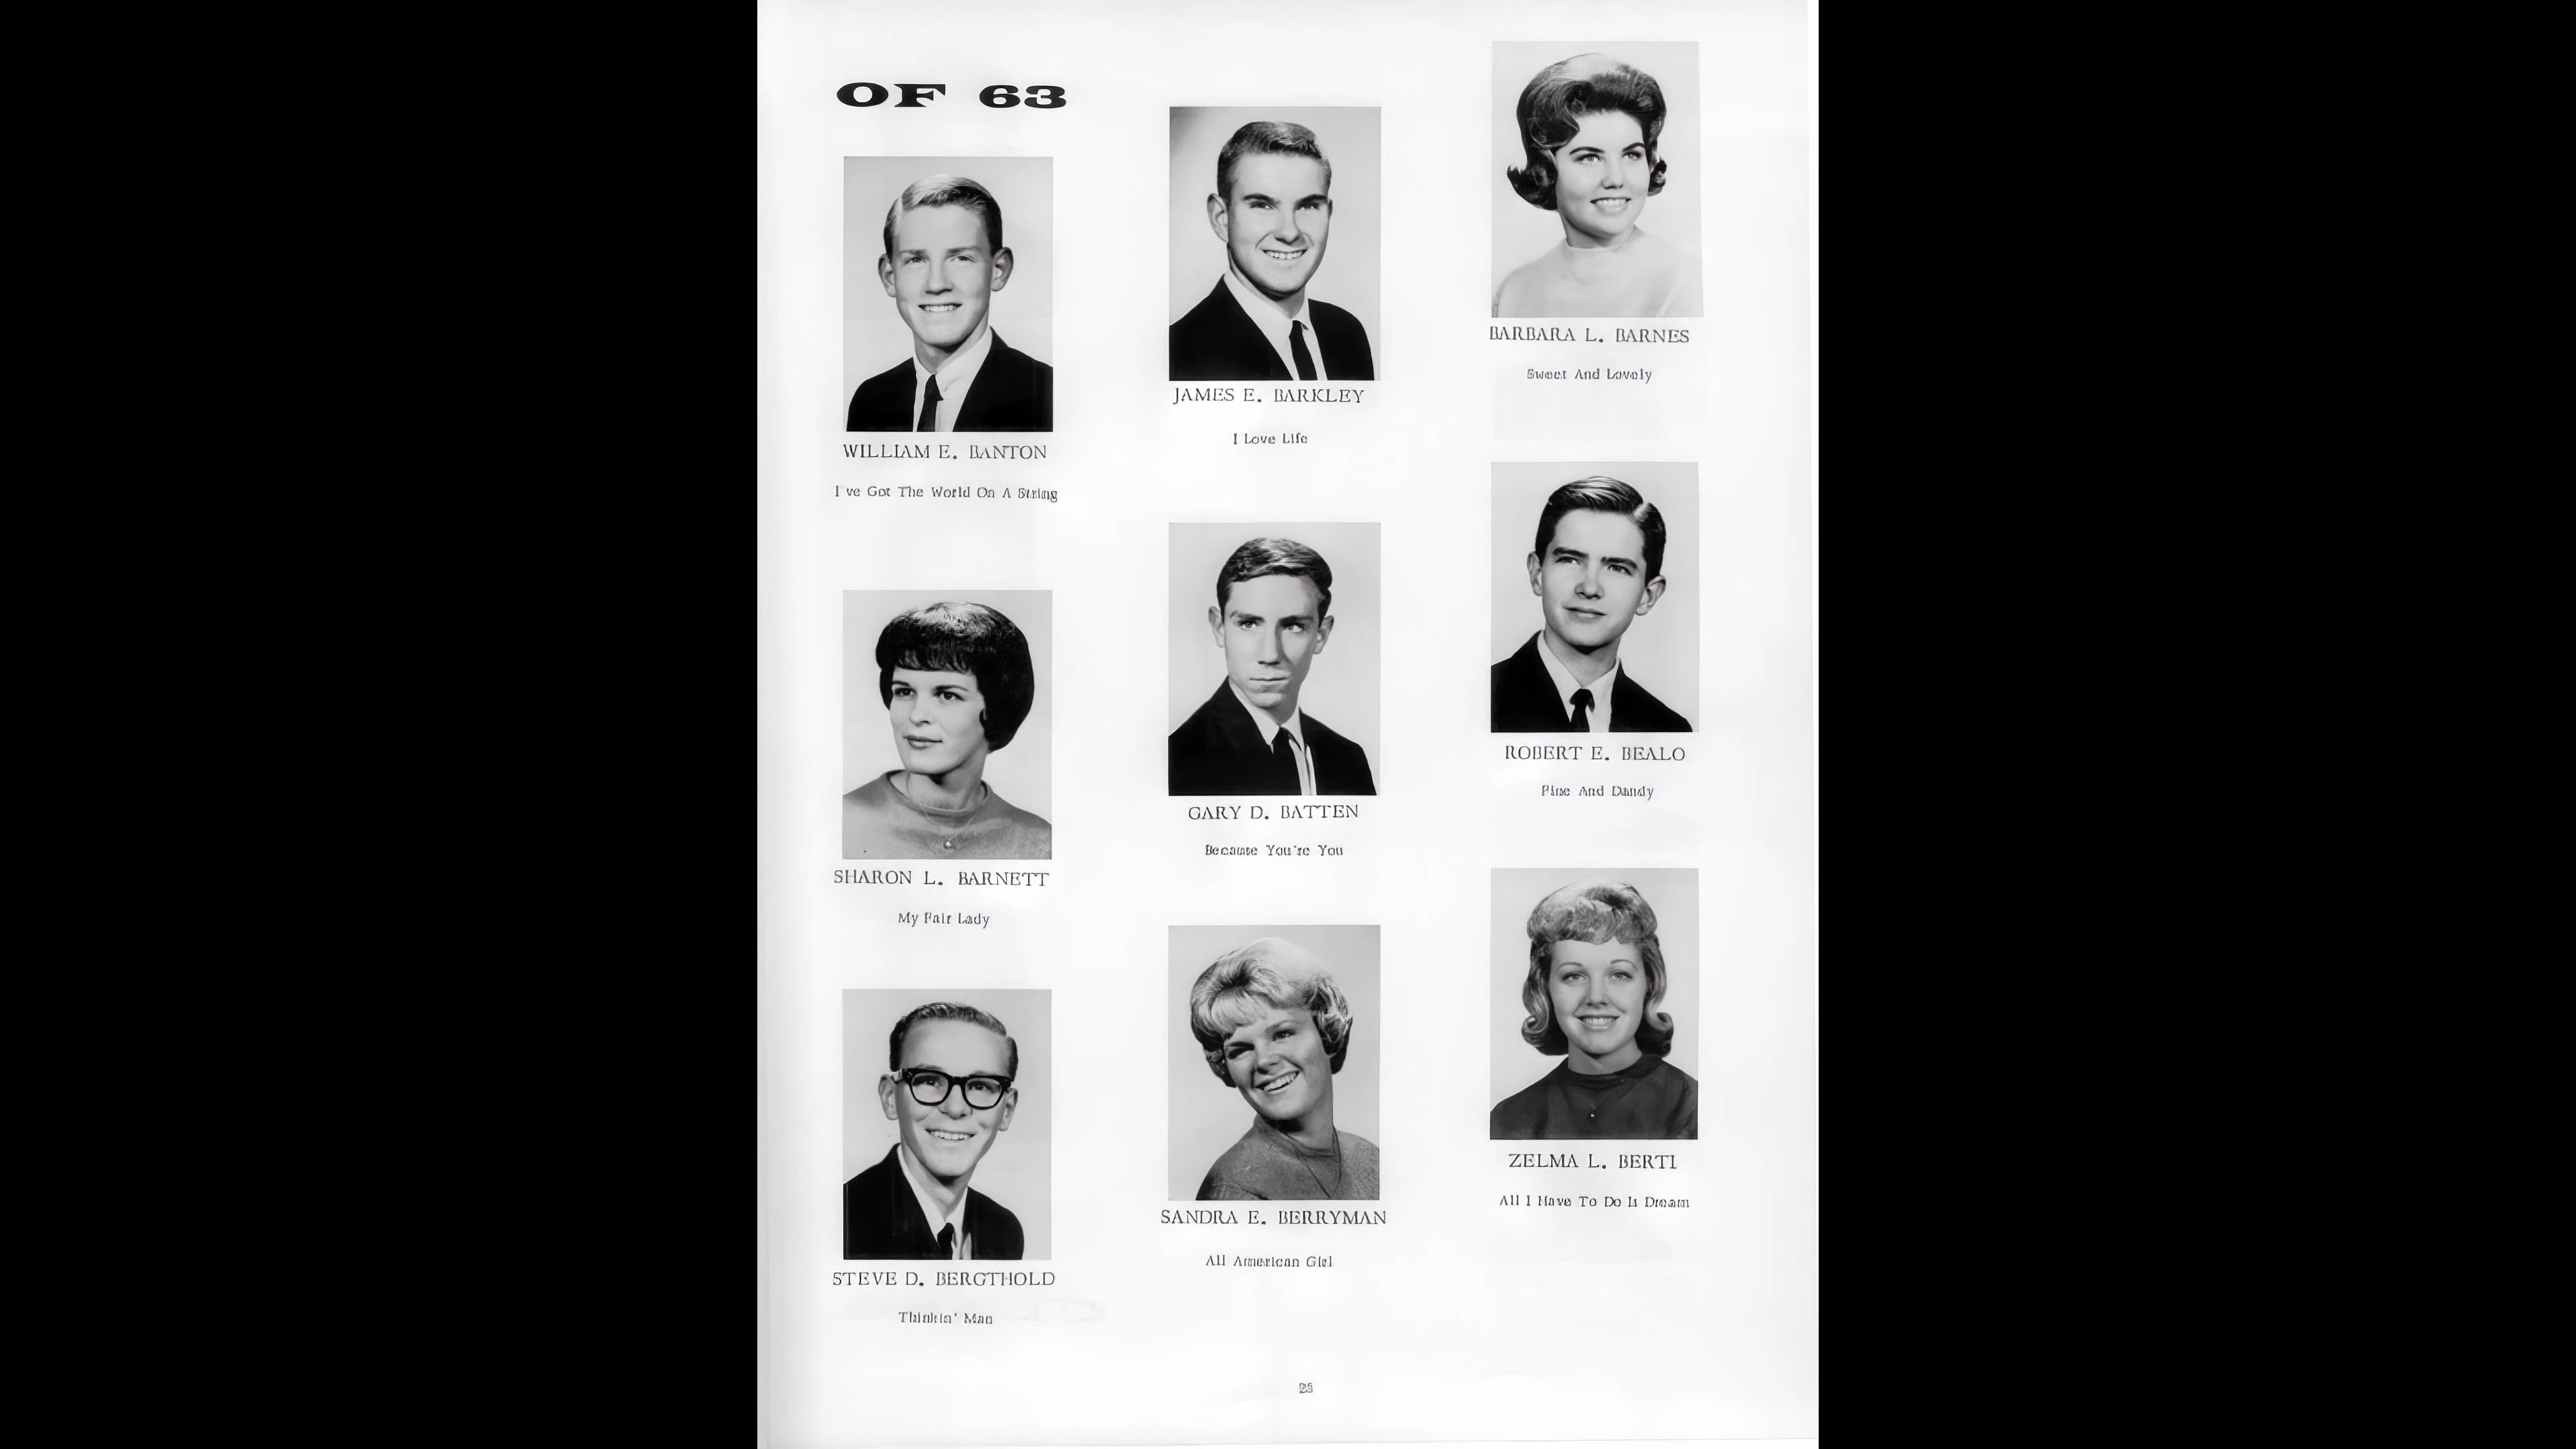 OF 63
WILLIAM E. BANTON
I've Got The World On A String
JAMES E. BARKLEY
I Love Life
BARBARA L. BARNES
Sweet And Lovely
SHARON L. BARNETT
My Fair Lady
GARY D. BATTEN
Because You're You
ROBERT E. BEALO
Fine And Dandy
STEVE D. BERGTHOLD
Thinkin' Man
SANDRA E. BERRYMAN
All American Girl
ZELMA L. BERTI
All I Have To Do Is Dream